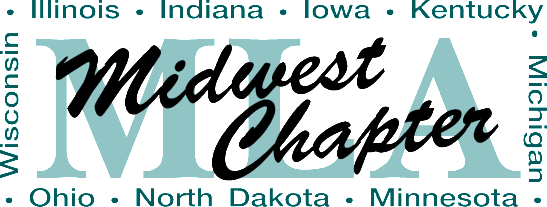 • Illinois • Indiana • Iowa • Kentucky
Wisconsin
MLA
Midwest
Chapter
• Michigan
• Ohio • North Dakota • Minnesota •